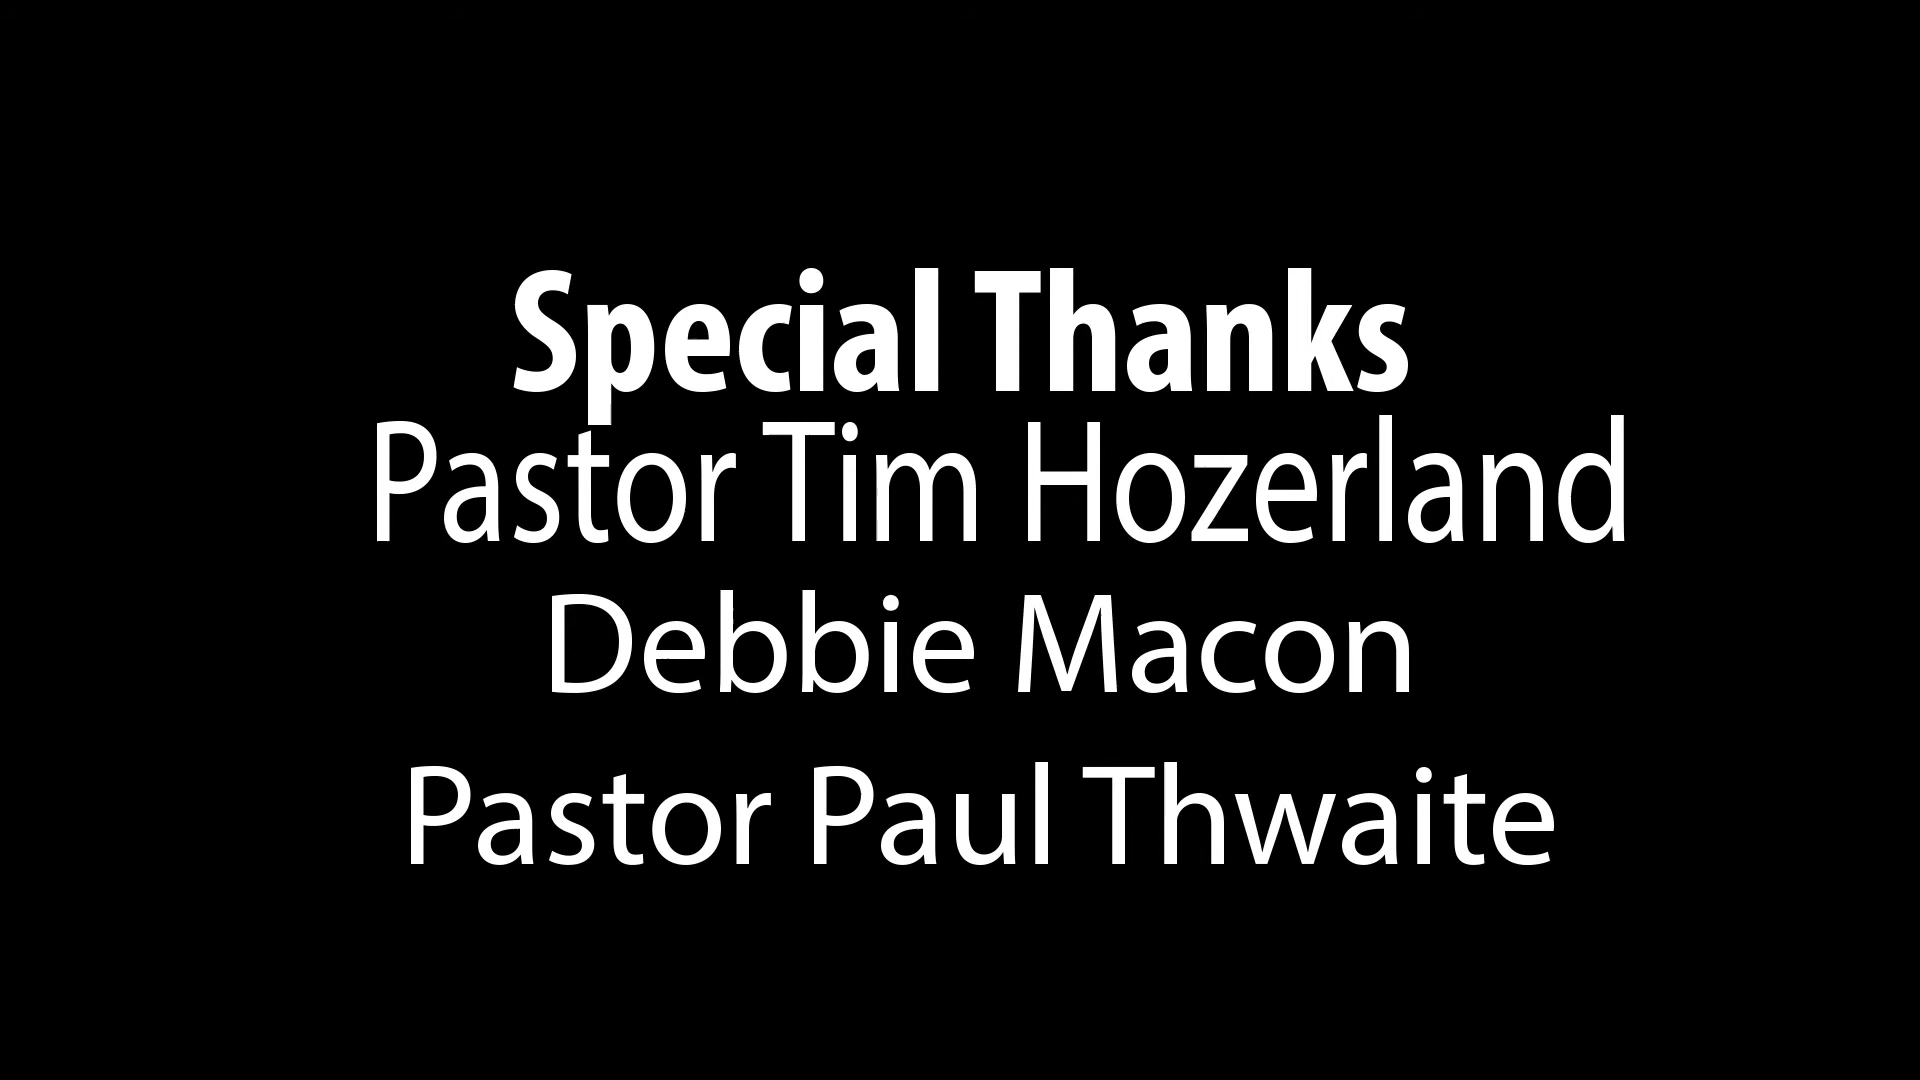 Special Thanks
Pastor Tim Hozerland
Debbie Macon
Pastor Paul Thwaite